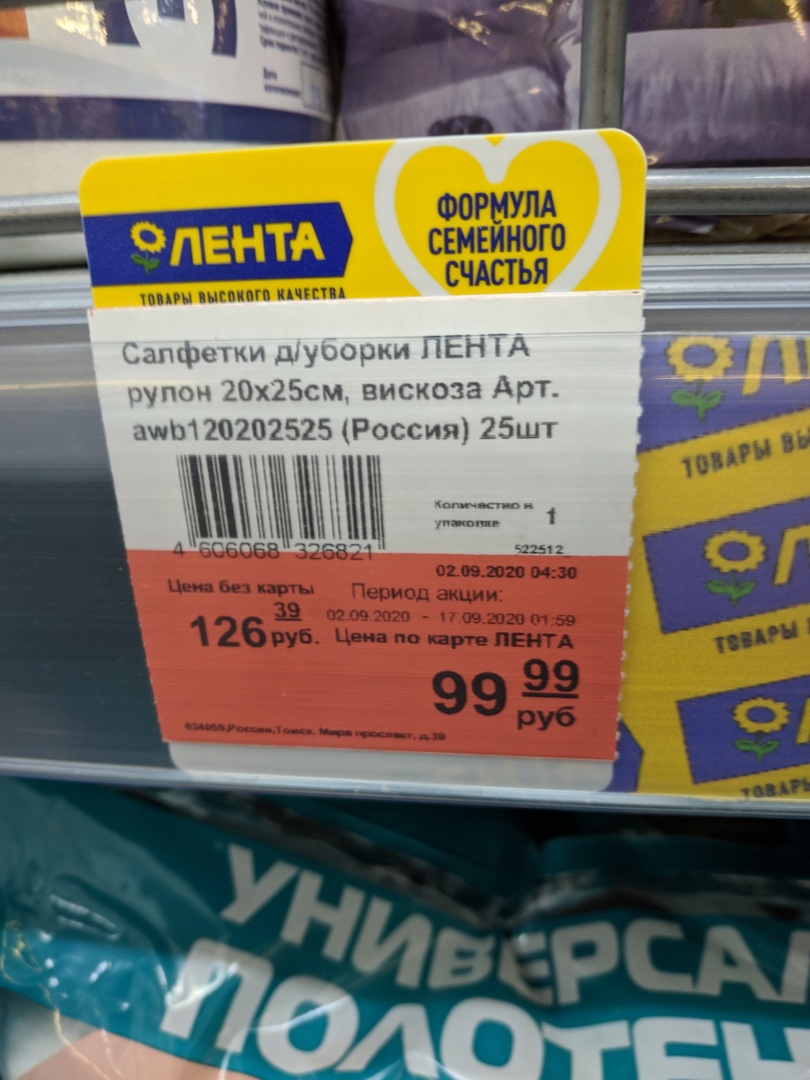 ЛЕНТА
ФОРМУЛА
СЕМЕЙНОГО
СЧАСТЬЯ
ТОВАРЫ ВЫСОКОГО КАЧЕСТВА
Салфетки д/уборки ЛЕНТА
рулон 20х25см, вискоза Арт.
awb120202525 (Россия) 25шт
Количество в
упаковке 1
4 606068 326821
522512
02.09.2020 04:30
Цена без карты
Период акции:
126 39 руб.
02.09.2020 - 17.09.2020 01:59
Цена по карте ЛЕНТА
99 99 руб
634059,Россия,Томск, Мира проспект, д.30
ТОВАРЫ ВЫ
ТОВАРЫ
ТОВАРЫ
УНИВЕРСАЛ
ПОЛОТЕН